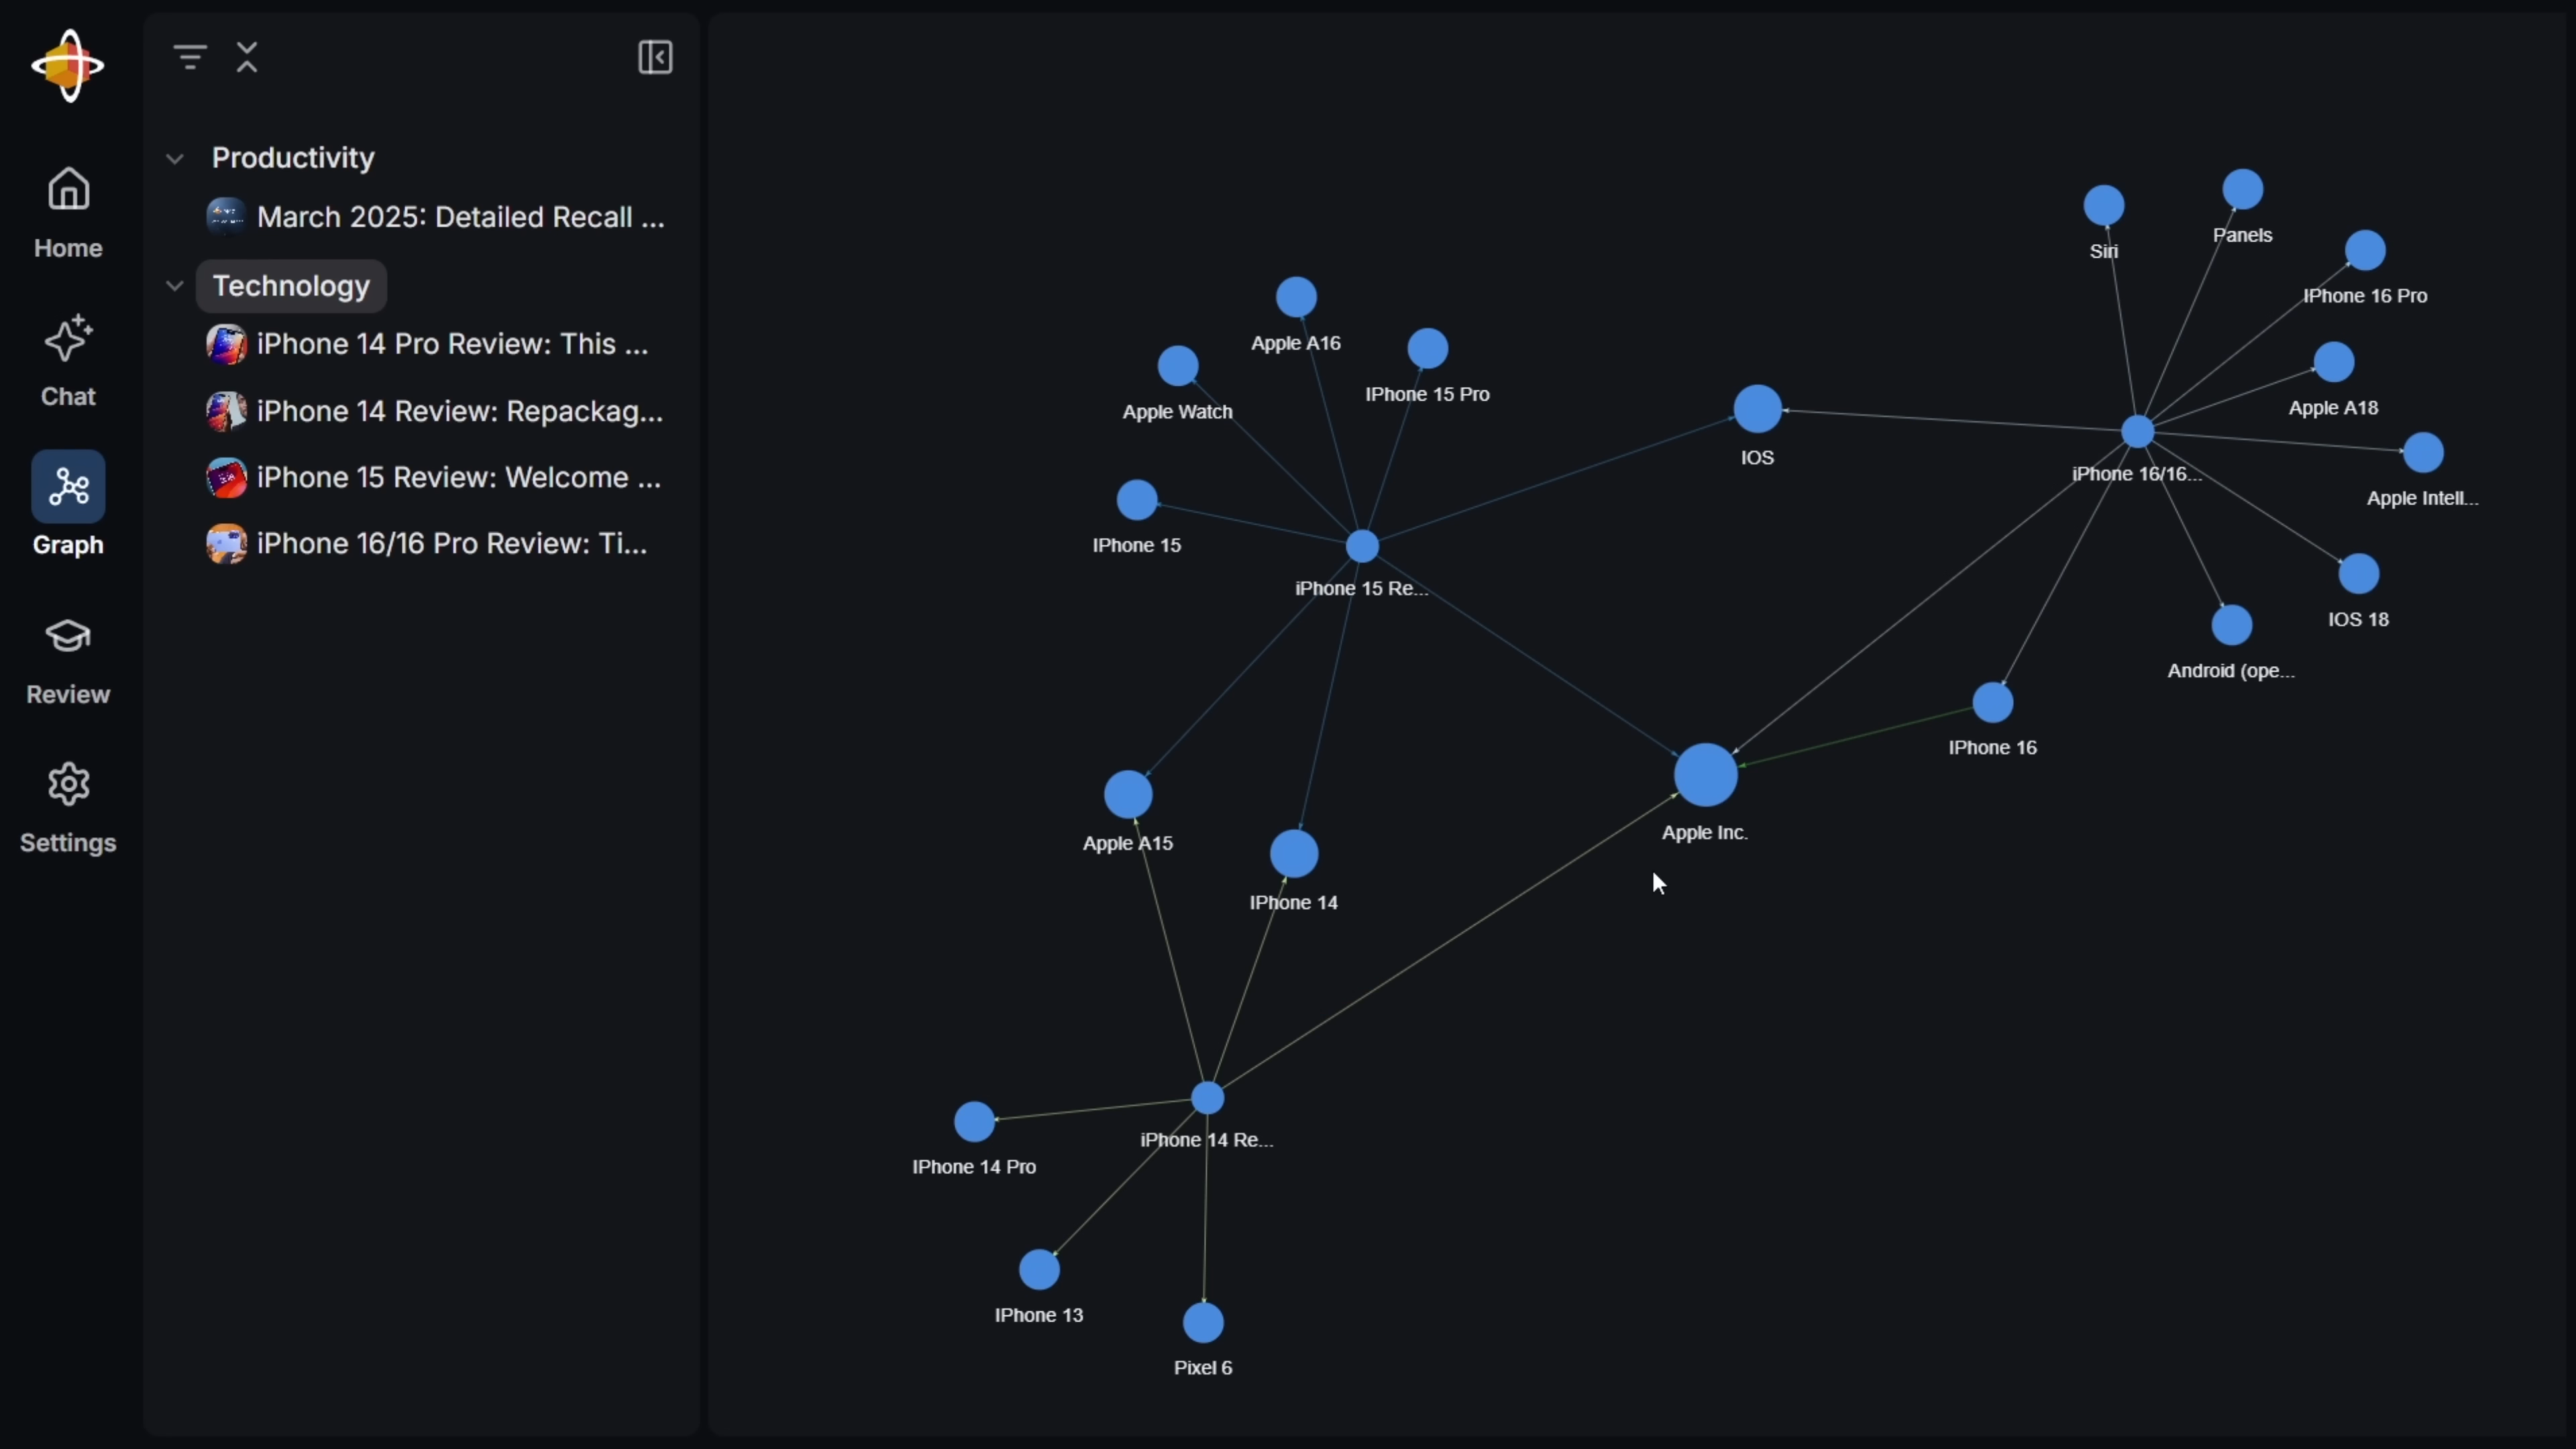 Home
Chat
Graph
Review
Settings
Productivity
March 2025: Detailed Recall ...
Technology
iPhone 14 Pro Review: This ...
iPhone 14 Review: Repackag...
iPhone 15 Review: Welcome ...
iPhone 16/16 Pro Review: Ti...
Siri
Panels
IPhone 16 Pro
Apple A16
Apple Watch
IPhone 15 Pro
Apple A18
IOS
iPhone 16/16...
Apple Intell...
IPhone 15
iPhone 15 Re...
IOS 18
Android (ope...
IPhone 16
Apple Inc.
Apple A15
IPhone 14
iPhone 14 Re...
IPhone 14 Pro
IPhone 13
Pixel 6